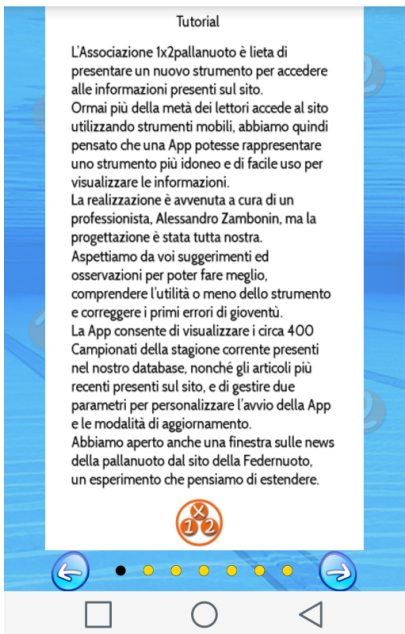 Tutorial
L'Associazione 1x2pallanuoto è lieta di
presentare un nuovo strumento per accedere
alle informazioni presenti sul sito.
Ormai più della metà dei lettori accede al sito
utilizzando strumenti mobili, abbiamo quindi
pensato che una App potesse rappresentare
uno strumento più idoneo e di facile uso per
visualizzare le informazioni.
La realizzazione è avvenuta a cura di un
professionista, Alessandro Zambonin, ma la
progettazione è stata tutta nostra.
Aspettiamo da voi suggerimenti ed
osservazioni per poter fare meglio,
comprendere l'utilità o meno dello strumento
e correggere i primi errori di gioventù.
La App consente di visualizzare i circa 400
Campionati della stagione corrente presenti
nel nostro database, nonché gli articoli più
recenti presenti sul sito, e di gestire due
parametri per personalizzare l'avvio della App
e le modalità di aggiornamento.
Abbiamo aperto anche una finestra sulle news
della pallanuoto dal sito della Federnuoto,
un esperimento che pensiamo di estendere.
X
1 2